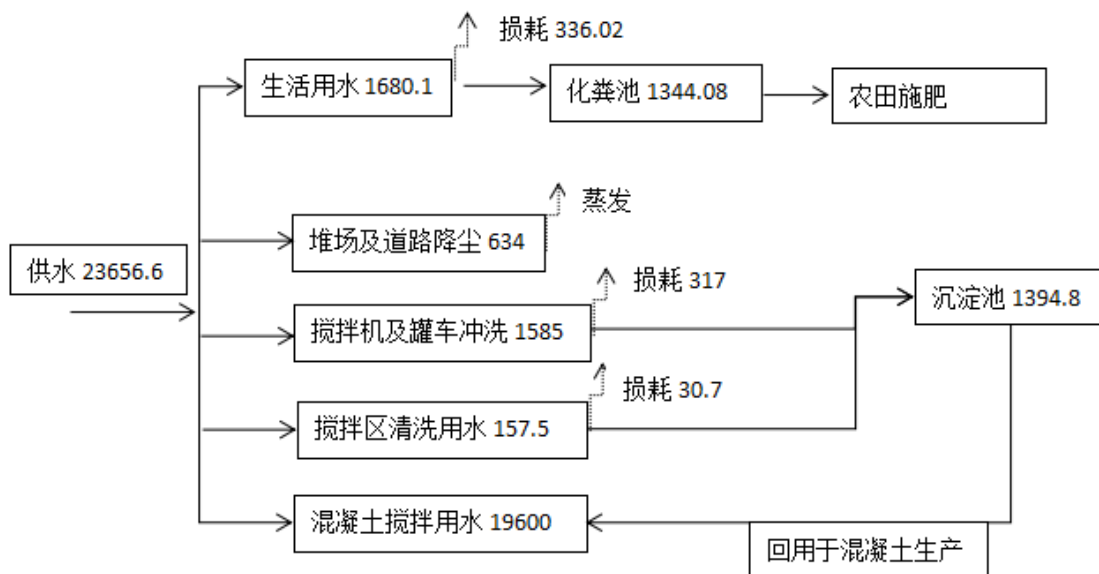 损耗 336.02
生活用水 1680.1
化粪池 1344.08
农田施肥
蒸发
堆场及道路降尘 634
供水 23656.6
损耗 317
沉淀池 1394.8
搅拌机及罐车冲洗 1585
损耗 30.7
搅拌区清洗用水 157.5
混凝土搅拌用水 19600
回用于混凝土生产